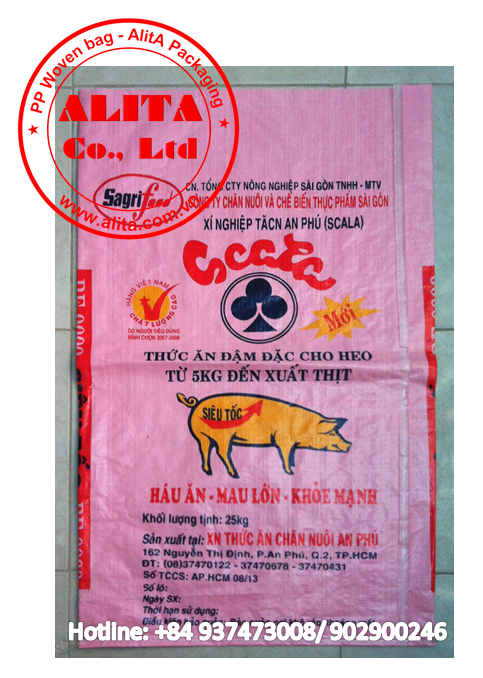 PP Woven bag - AlitA Packaging
ALITA
Co., Ltd
www.alita.com.v
Sagrifood
CN. TỔNG CTY NÔNG NGHIỆP SÀI GÒN TNHH - MTV
CÔNG TY CHĂN NUÔI VÀ CHẾ BIẾN THỰC PHẨM SÀI GÒN
XÍ NGHIỆP TĂCN AN PHÚ (SCALA)
Scala
HÀNG VIỆT NAM
CHẤT LƯỢNG CAO
DO NGƯỜI TIÊU DÙNG
BÌNH CHỌN 2007-2008
Mới
THỨC ĂN ĐẬM ĐẶC CHO HEO
TỪ 5KG ĐẾN XUẤT THỊT
SIÊU TỐC
HÁU ĂN - MAU LỚN - KHỎE MẠNH
Khối lượng tịnh: 25kg
Sản xuất tại: XN THỨC ĂN CHĂN NUÔI AN PHÚ
162 Nguyễn Thị Định, P.An Phú, Q.2, TP.HCM
ĐT: (08)37470122 - 37470678 - 37470431
Số TCCS: AP.HCM 08/13
Số lô:
Ngày SX:
Thời hạn sử dụng:
Hotline: +84 937473008/902900246